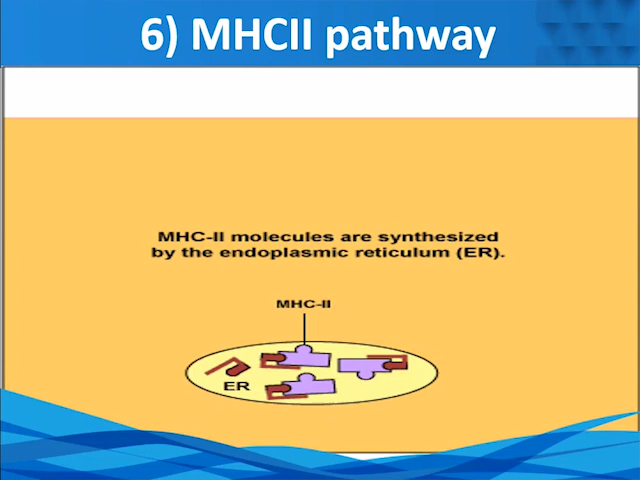 6) MHCII pathway
MHC-II molecules are synthesized
by the endoplasmic reticulum (ER).
MHC-II
ER